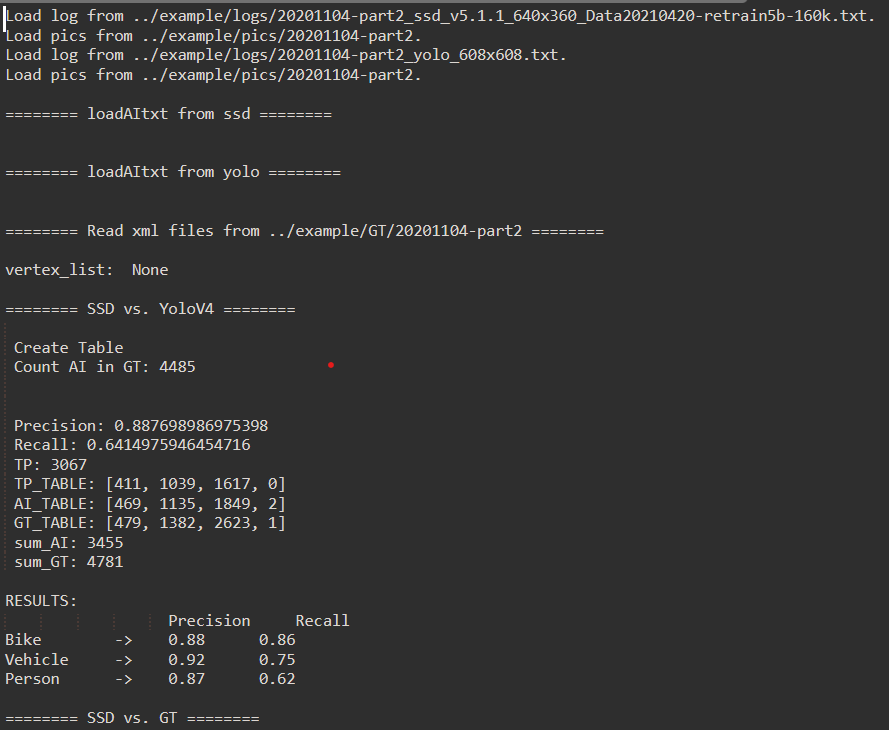 Load log from ../example/logs/20201104-part2_ssd_v5.1.1_640x360_Data20210420-retrain5b-160k.txt.
Load pics from ../example/pics/20201104-part2.
Load log from ../example/logs/20201104-part2_yolo_608x608.txt.
Load pics from ../example/pics/20201104-part2.
======== loadAItxt from ssd ========
======== loadAItxt from yolo ========
======== Read xml files from ../example/GT/20201104-part2 ========
vertex_list:  None
======== SSD vs. YoloV4 ========
Create Table
Count AI in GT: 4485
Precision: 0.887698986975398
Recall: 0.6414975946454716
TP: 3067
TP_TABLE: [411, 1039, 1617, 0]
AI_TABLE: [469, 1135, 1849, 2]
GT_TABLE: [479, 1382, 2623, 1]
sum_AI: 3455
sum_GT: 4781
RESULTS:
Precision     Recall
Bike        ->    0.88      0.86
Vehicle     ->    0.92      0.75
Person      ->    0.87      0.62
======== SSD vs. GT ========